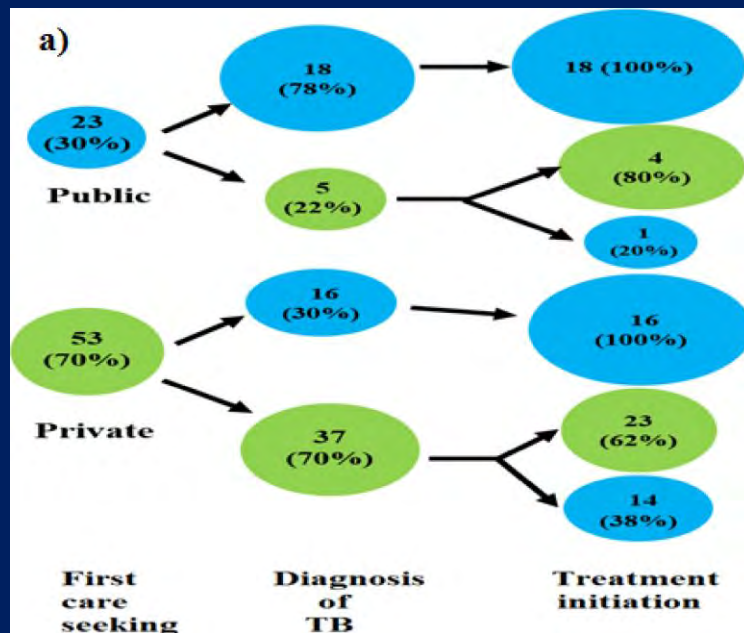 a)
18
(78%)
18 (100%)
23
(30%)
Public
5
(22%)
4
(80%)
1
(20%)
16
(30%)
16
(100%)
53
(70%)
Private
37
(70%)
23
(62%)
14
(38%)
First
care
seeking
Diagnosis
of
TB
Treatment
initiation